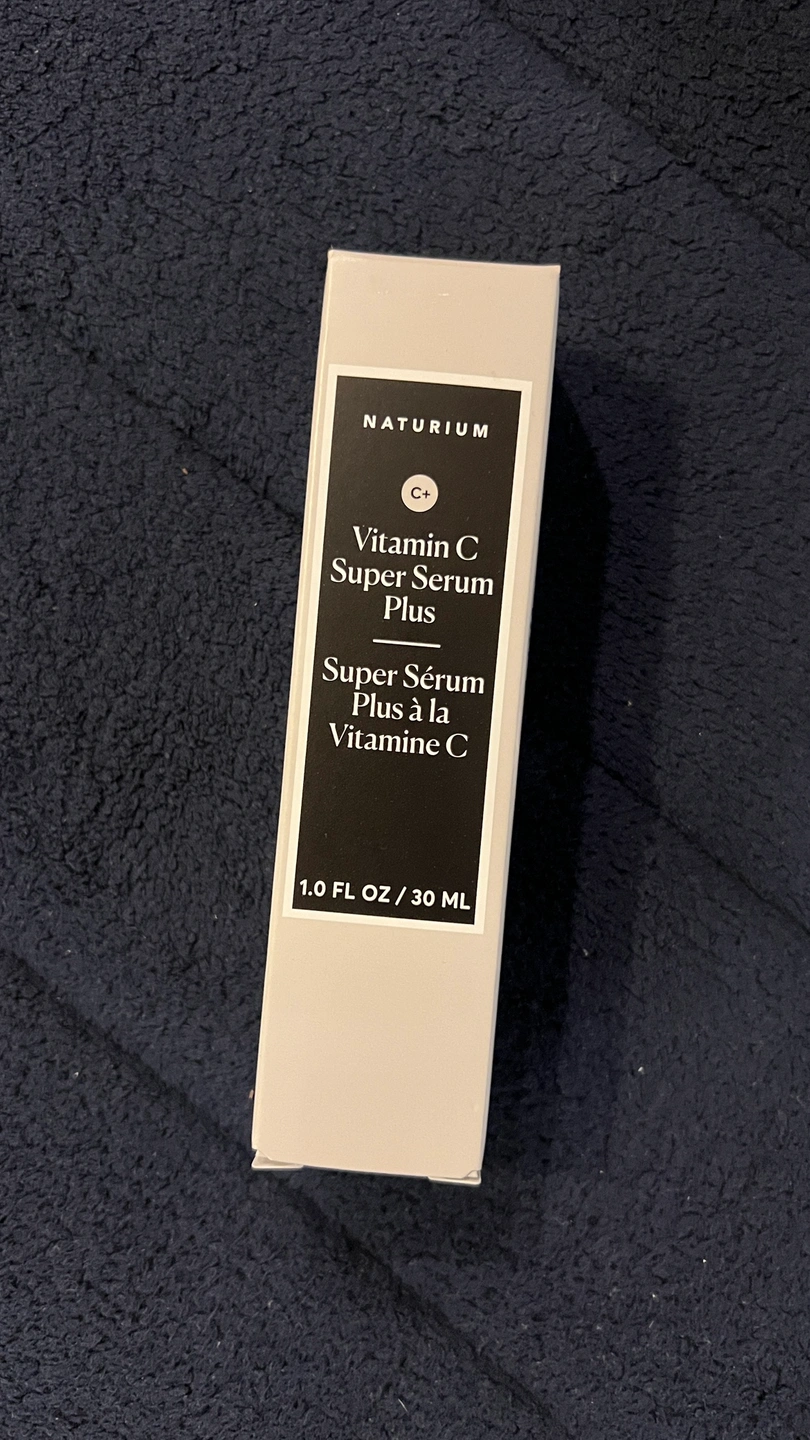 NATURIUM
C+
Vitamin C
Super Serum
Plus
Super Sérum
Plus à la
Vitamine C
1.0 FL OZ / 30 ML